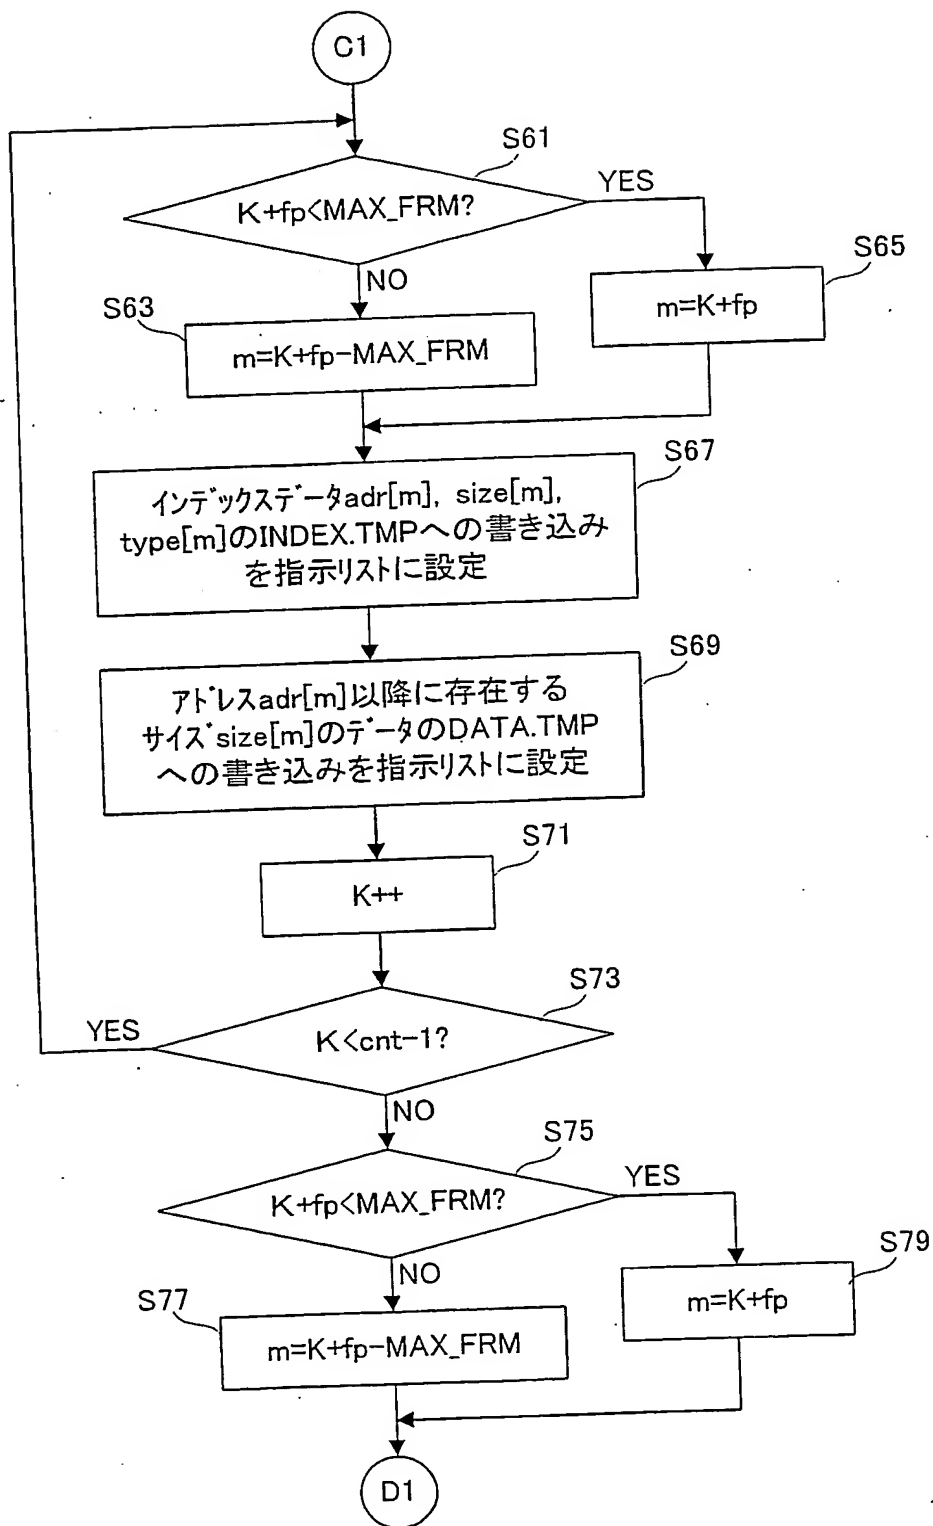 C1
S61
K+fp<MAX_FRM?
YES
NO
S65
m=K+fp
S63
m=K+fp-MAX_FRM
S67
インデックスデータadr[m], size[m],
type[m]のINDEX.TMPへの書き込み
を指示リストに設定
S69
アドレスadr[m]以降に存在する
サイズsize[m]のデータのDATA.TMP
への書き込みを指示リストに設定
S71
K++
S73
K<cnt-1?
YES
NO
S75
K+fp<MAX_FRM?
YES
NO
S79
m=K+fp
S77
m=K+fp-MAX_FRM
D1